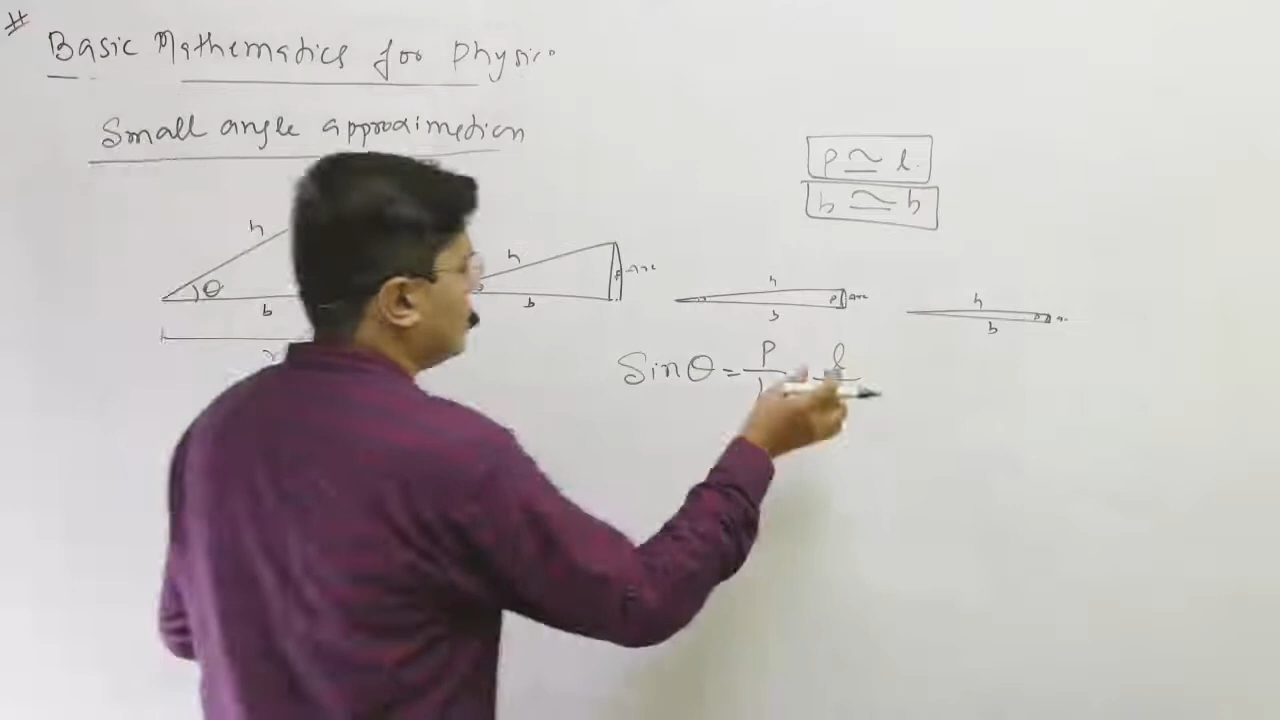 #
Basic Mathematics for Physics
Small angle approximation
p ≃ l
b ≃ h
h
θ
b
h
b
p
Arc
h
b
p
arc
h
b
p
Sinθ = P/h = l